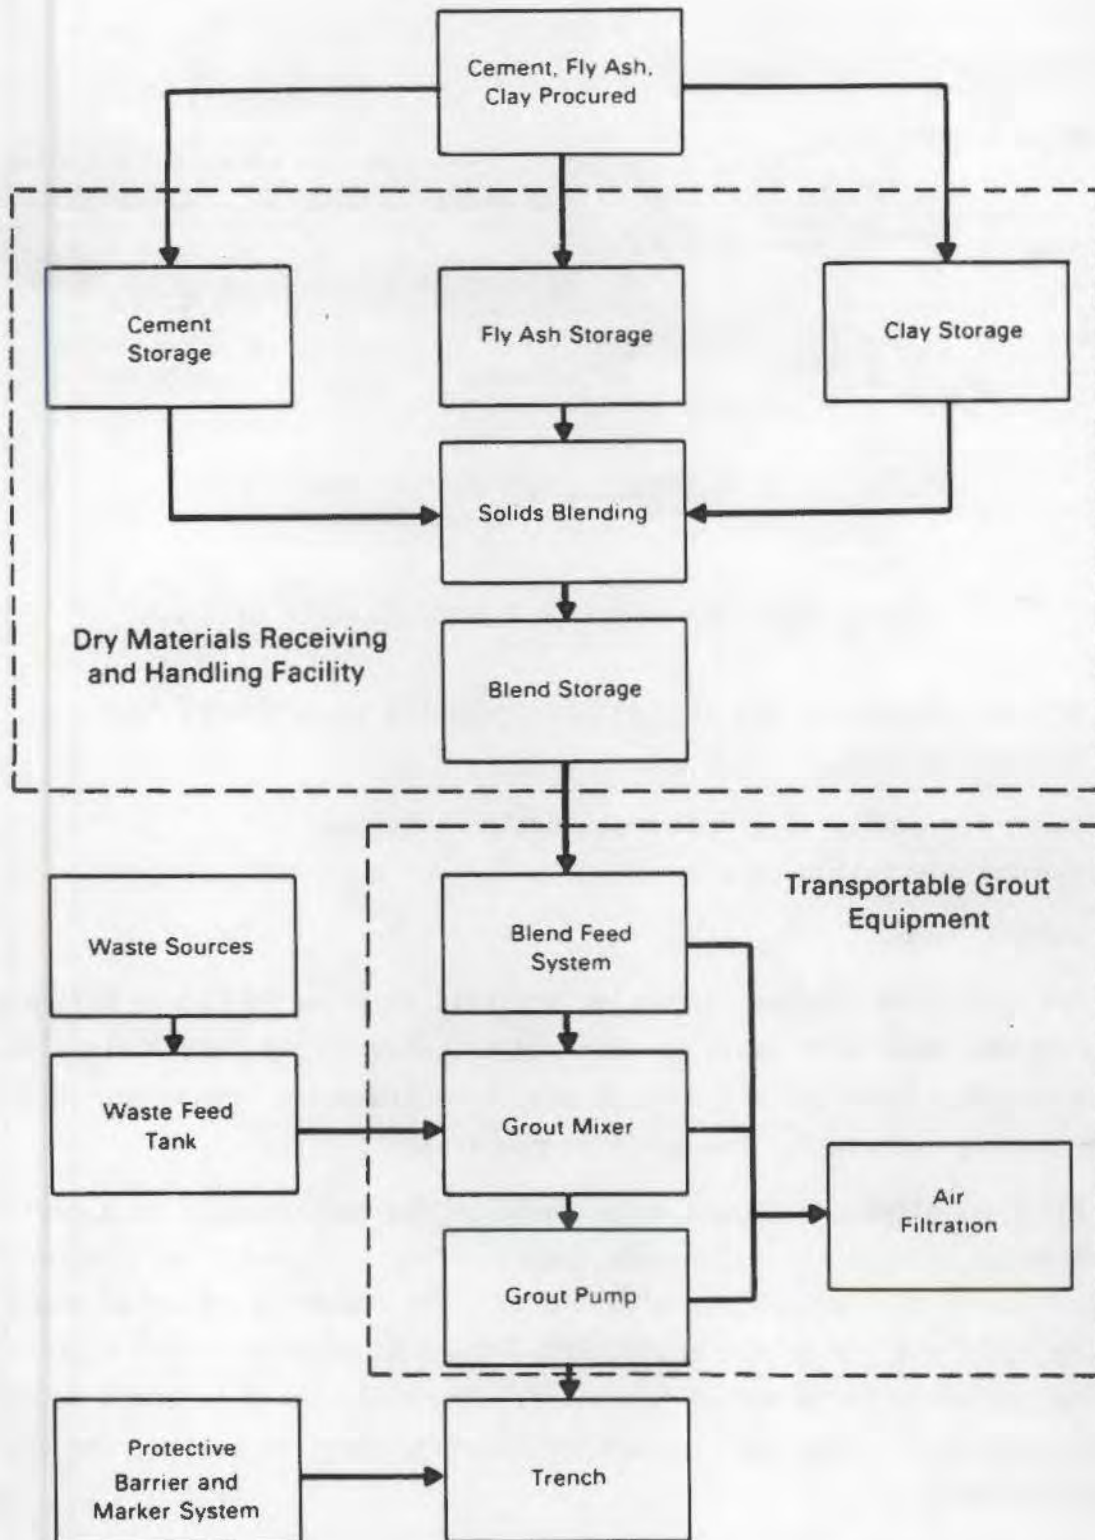 Cement, Fly Ash,
Clay Procured
Cement
Storage
Fly Ash Storage
Clay Storage
Solids Blending
Dry Materials Receiving
and Handling Facility
Blend Storage
Transportable Grout
Equipment
Waste Sources
Blend Feed
System
Waste Feed
Tank
Grout Mixer
Air
Filtration
Grout Pump
Protective
Barrier and
Marker System
Trench